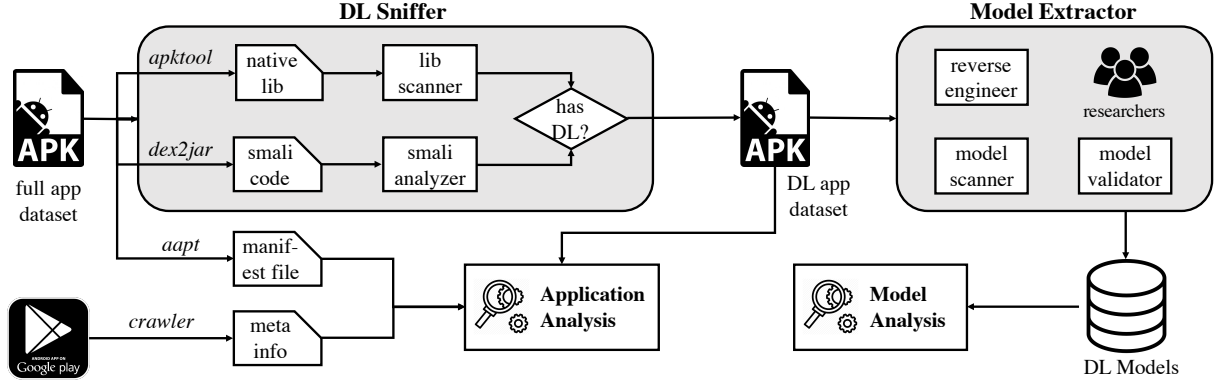 DL Sniffer
Model Extractor
apktool
native
lib
lib
scanner
has
DL?
reverse
engineer
researchers
APK
full app
dataset
dex2jar
smali
code
smali
analyzer
APK
DL app
dataset
model
scanner
model
validator
aapt
manif-
est file
Application
Analysis
Model
Analysis
crawler
meta
info
ANDROID APP ON
Google play
DL Models